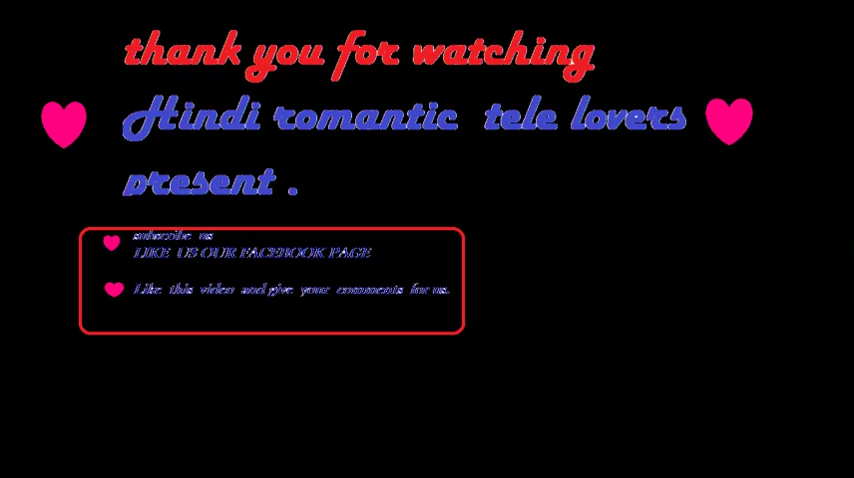 thank you for watching
Hindi romantic tele lovers
present .
subscribe us
LIKE US OUR FACEBOOK PAGE
Like this video and give your comments for us.